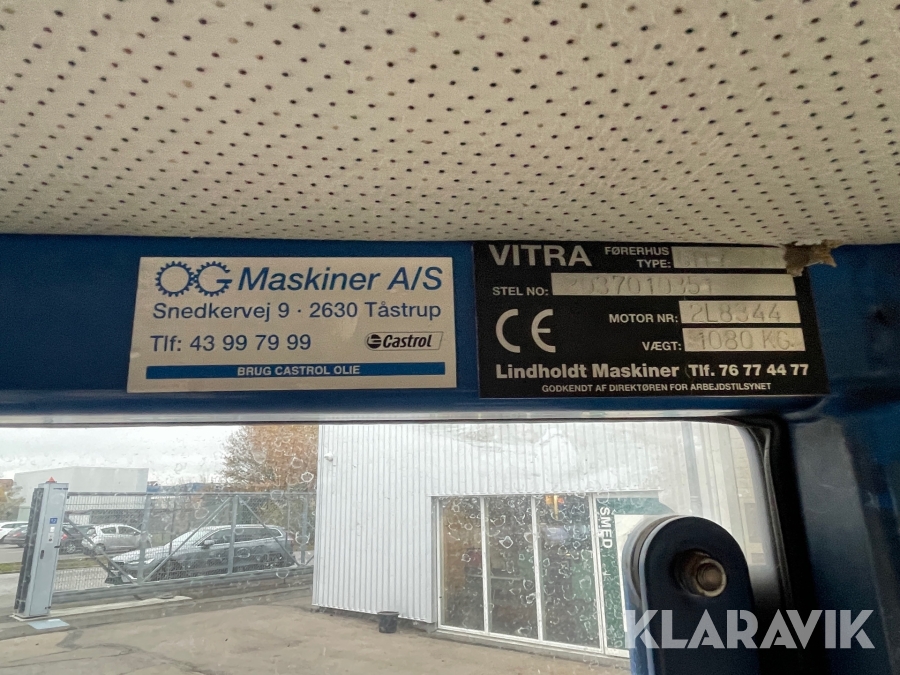 OG Maskiner A/S
Snedkervej 9 · 2630 Tåstrup
Tlf: 43 99 79 99
Castrol
BRUG CASTROL OLIE
VITRA FØRERHUS
TYPE:
STEL NO:
MOTOR NR: 2L8344
VÆGT: 1080 KG
CE
Lindholdt Maskiner Tlf. 76 77 44 77
GODKENDT AF DIREKTØREN FOR ARBEJDSTILSYNET
SMED
KLARAVIK